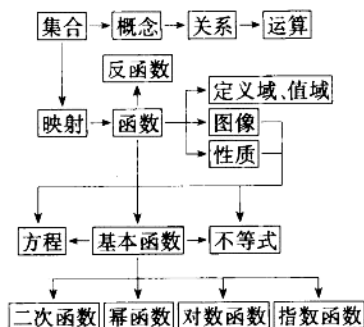 集合 概念 关系 运算
反函数
定义域、值域
映射 函数 图像
性质
方程 基本函数 不等式
二次函数 幂函数 对数函数 指数函数